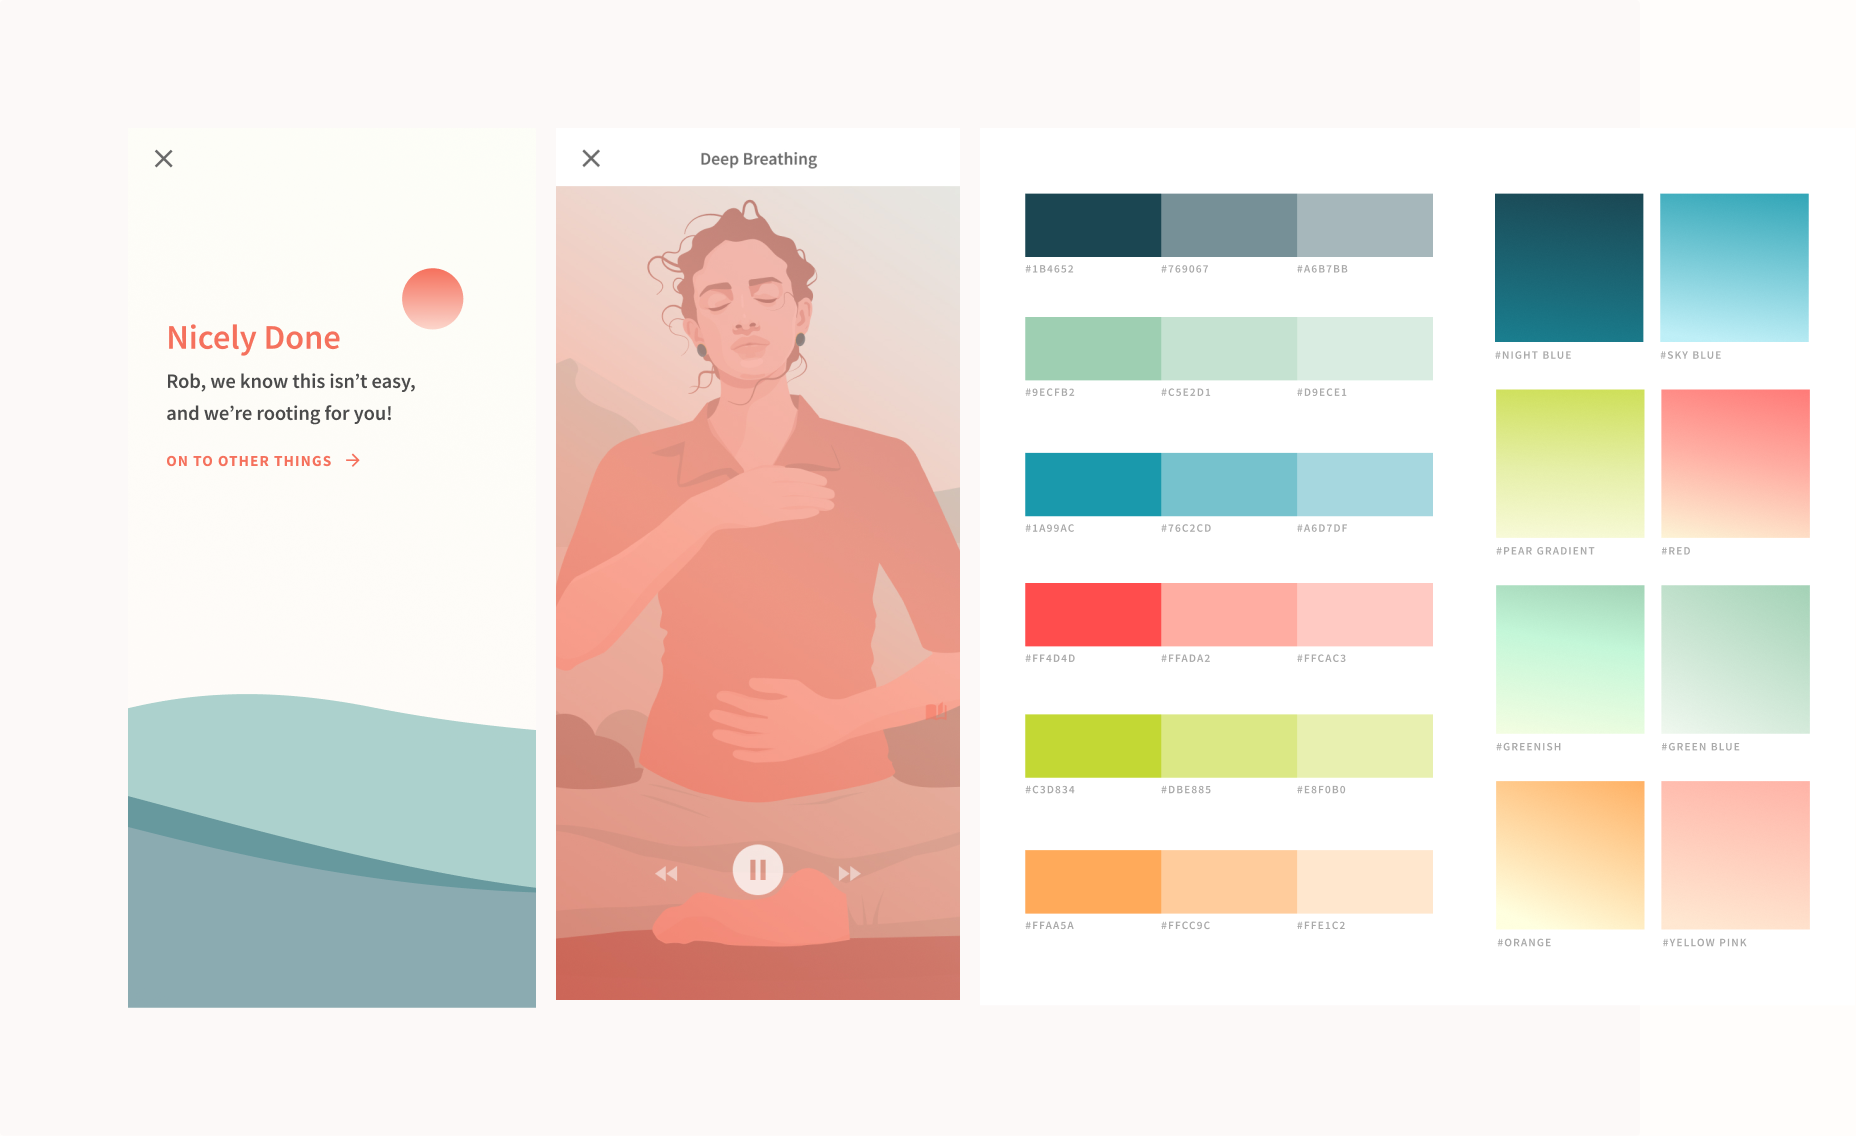 Nicely Done
Rob, we know this isn’t easy,
and we’re rooting for you!
ON TO OTHER THINGS
Deep Breathing
#1B4652 #769067 #A6B7BB
#9ECFB2 #C5E2D1 #D9ECE1
#1A99AC #76C2CD #A6D7DF
#FF4D4D #FFADA2 #FFCAC3
#C3D834 #DBE885 #E8F0B0
#FFAA5A #FFCC9C #FFE1C2
#NIGHT BLUE #SKY BLUE
#PEAR GRADIENT #RED
#GREENISH #GREEN BLUE
#ORANGE #YELLOW PINK